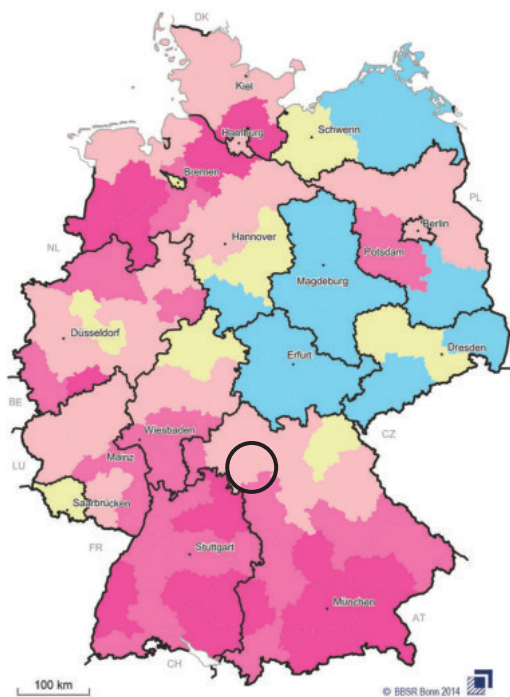 DK
Kiel
Hamburg
Schwerin
Bremen
PL
Berlin
NL
Hannover
Potsdam
Magdeburg
Düsseldorf
Erfurt
Dresden
BE
Wiesbaden
CZ
LU
Mainz
Saarbrücken
FR
Stuttgart
München
AT
CH
100 km
© BBSR Bonn 2014